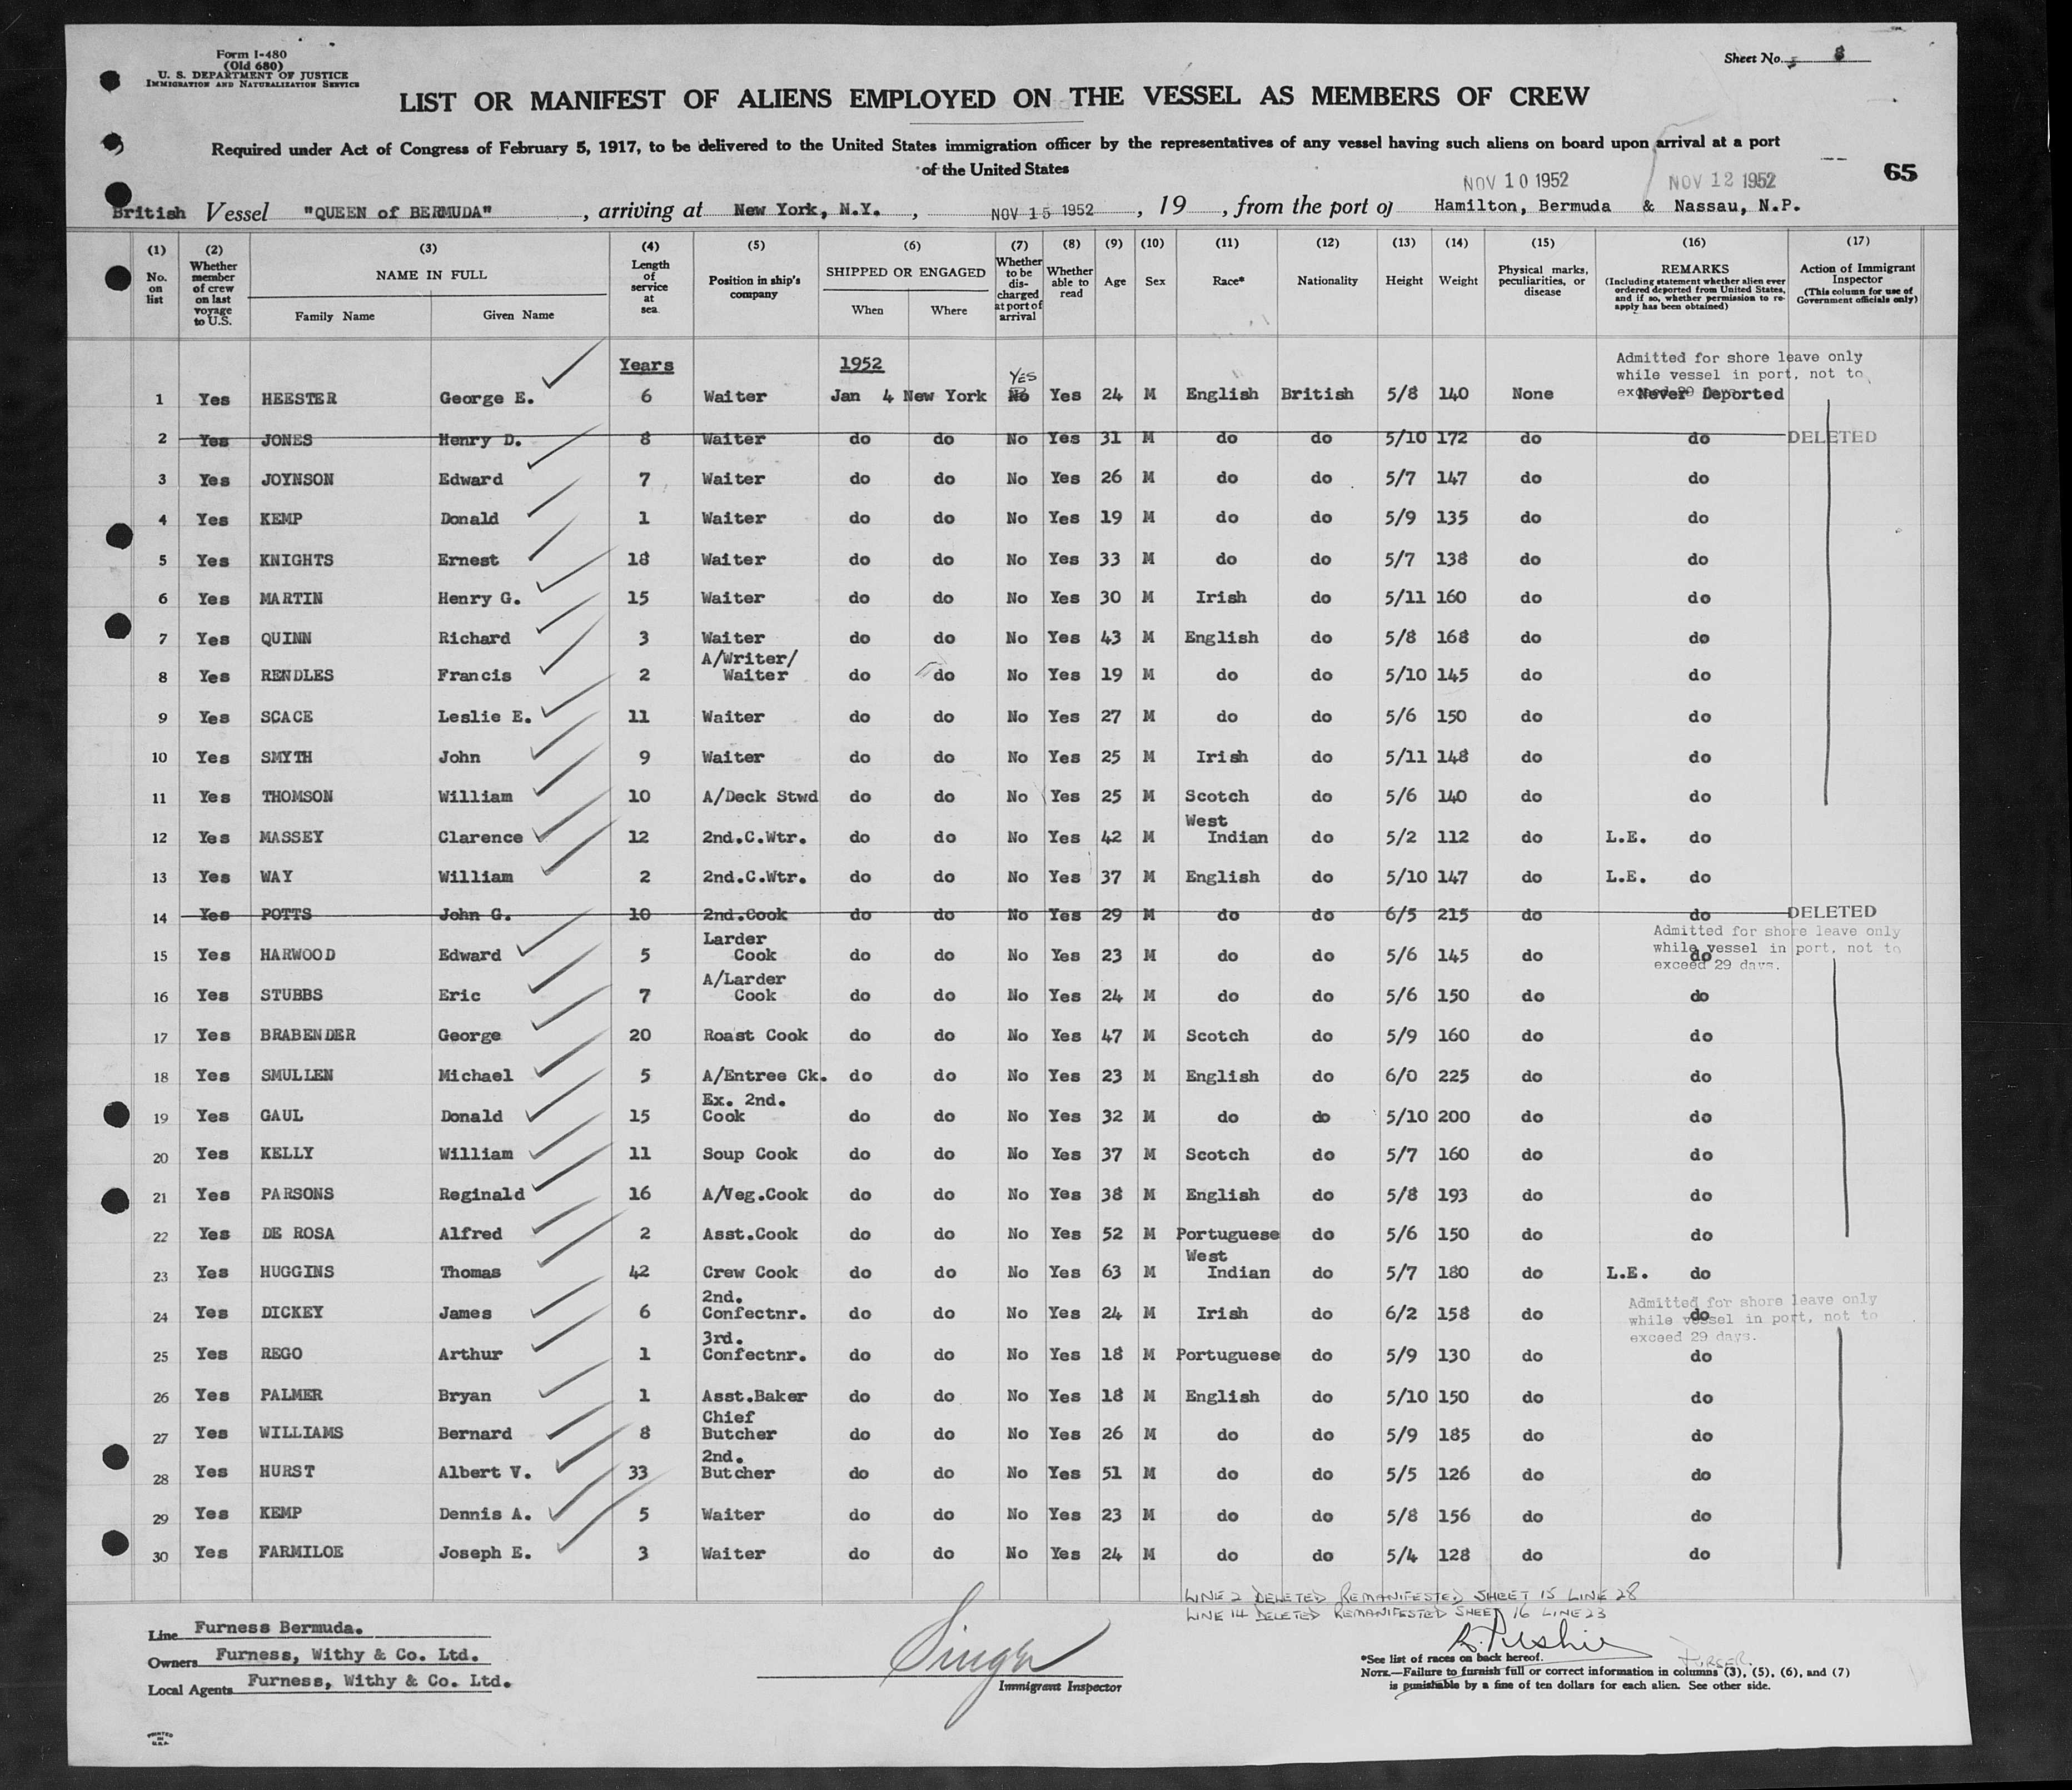 Form I-480
(Old 680)
U. S. DEPARTMENT OF JUSTICE
IMMIGRATION AND NATURALIZATION SERVICE
Sheet No. 8
LIST OR MANIFEST OF ALIENS EMPLOYED ON THE VESSEL AS MEMBERS OF CREW
Required under Act of Congress of February 5, 1917, to be delivered to the United States immigration officer by the representatives of any vessel having such aliens on board upon arrival at a port
of the United States
65
NOV 10 1952 NOV 12 1952
British Vessel "QUEEN of BERMUDA", arriving at New York, N.Y., NOV 15 1952, 19 , from the port of Hamilton, Bermuda & Nassau, N.P.
(1) No. on list
(2) Whether member of crew on last voyage to U.S.
(3) NAME IN FULL
Family Name Given Name
(4) Length of service at sea
(5) Position in ship's company
(6) SHIPPED OR ENGAGED
When Where
(7) Whether to be discharged at port of arrival
(8) Whether able to read
(9) Age
(10) Sex
(11) Race*
(12) Nationality
(13) Height
(14) Weight
(15) Physical marks, peculiarities, or disease
(16) REMARKS
(Including statement whether alien ever ordered deported from United States, and if so, whether permission to re-apply has been obtained)
(17) Action of Immigrant Inspector
(This column for use of Government officials only)
Years 1952
Admitted for shore leave only
while vessel in port, not to
exceed 29 days.
YES
1 Yes HEESTER George E. 6 Waiter Jan 4 New York No Yes 24 M English British 5/8 140 None Never Deported
2 Yes JONES Henry D. 8 Waiter do do No Yes 31 M do do 5/10 172 do do DELETED
3 Yes JOYNSON Edward 7 Waiter do do No Yes 26 M do do 5/7 147 do do
4 Yes KEMP Donald 1 Waiter do do No Yes 19 M do do 5/9 135 do do
5 Yes KNIGHTS Ernest 18 Waiter do do No Yes 33 M do do 5/7 138 do do
6 Yes MARTIN Henry G. 15 Waiter do do No Yes 30 M Irish do 5/11 160 do do
7 Yes QUINN Richard 3 Waiter do do No Yes 43 M English do 5/8 168 do do
8 Yes RENDLES Francis 2 A/Writer/ Waiter do do No Yes 19 M do do 5/10 145 do do
9 Yes SCACE Leslie E. 11 Waiter do do No Yes 27 M do do 5/6 150 do do
10 Yes SMYTH John 9 Waiter do do No Yes 25 M Irish do 5/11 148 do do
11 Yes THOMSON William 10 A/Deck Stwd do do No Yes 25 M Scotch do 5/6 140 do do
12 Yes MASSEY Clarence 12 2nd.C.Wtr. do do No Yes 42 M West Indian do 5/2 112 do L.E. do
13 Yes WAY William 2 2nd.C.Wtr. do do No Yes 37 M English do 5/10 147 do L.E. do
14 Yes POTTS John G. 10 2nd.Cook do do No Yes 29 M do do 6/5 215 do do DELETED
Admitted for shore leave only
while vessel in port, not to
exceed 29 days.
15 Yes HARWOOD Edward 5 Larder Cook do do No Yes 23 M do do 5/6 145 do do
16 Yes STUBBS Eric 7 A/Larder Cook do do No Yes 24 M do do 5/6 150 do do
17 Yes BRABENDER George 20 Roast Cook do do No Yes 47 M Scotch do 5/9 160 do do
18 Yes SMULLEN Michael 5 A/Entree Ck. do do No Yes 23 M English do 6/0 225 do do
19 Yes GAUL Donald 15 Ex. 2nd. Cook do do No Yes 32 M do do 5/10 200 do do
20 Yes KELLY William 11 Soup Cook do do No Yes 37 M Scotch do 5/7 160 do do
21 Yes PARSONS Reginald 16 A/Veg.Cook do do No Yes 38 M English do 5/8 193 do do
22 Yes DE ROSA Alfred 2 Asst.Cook do do No Yes 52 M Portuguese do 5/6 150 do do
23 Yes HUGGINS Thomas 42 Crew Cook do do No Yes 63 M West Indian do 5/7 180 do L.E. do
24 Yes DICKEY James 6 2nd. Confectnr. do do No Yes 24 M Irish do 6/2 158 do do
Admitted for shore leave only
while vessel in port, not to
exceed 29 days.
25 Yes REGO Arthur 1 3rd. Confectnr. do do No Yes 18 M Portuguese do 5/9 130 do do
26 Yes PALMER Bryan 1 Asst.Baker do do No Yes 18 M English do 5/10 150 do do
27 Yes WILLIAMS Bernard 8 Chief Butcher do do No Yes 26 M do do 5/9 185 do do
28 Yes HURST Albert V. 33 2nd. Butcher do do No Yes 51 M do do 5/5 126 do do
29 Yes KEMP Dennis A. 5 Waiter do do No Yes 23 M do do 5/8 156 do do
30 Yes FARMILOE Joseph E. 3 Waiter do do No Yes 24 M do do 5/4 128 do do
LINE 2 DELETED REMANIFESTED SHEET 15 LINE 28
LINE 14 DELETED REMANIFESTED SHEET 16 LINE 23
Line Furness Bermuda.
Owners Furness, Withy & Co. Ltd.
Local Agents Furness, Withy & Co. Ltd.
Singer
Immigrant Inspector
PURSER.
*See list of races on back hereof.
NOTE.—Failure to furnish full or correct information in columns (3), (5), (6), and (7)
is punishable by a fine of ten dollars for each alien. See other side.
PRINTED
IN
U.S.A.